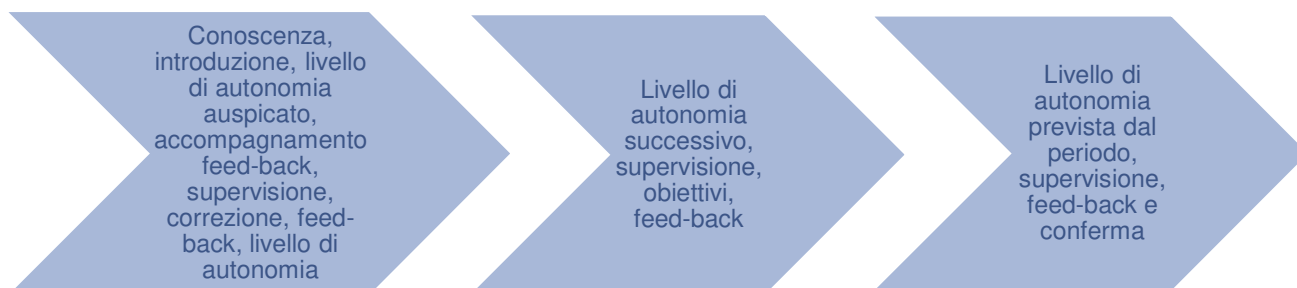 Conoscenza,
introduzione, livello
di autonomia
auspicato,
accompagnamento
feed-back,
supervisione,
correzione, feed-
back, livello di
autonomia
Livello di
autonomia
successivo,
supervisione,
obiettivi,
feed-back
Livello di
autonomia
prevista dal
periodo,
supervisione,
feed-back e
conferma